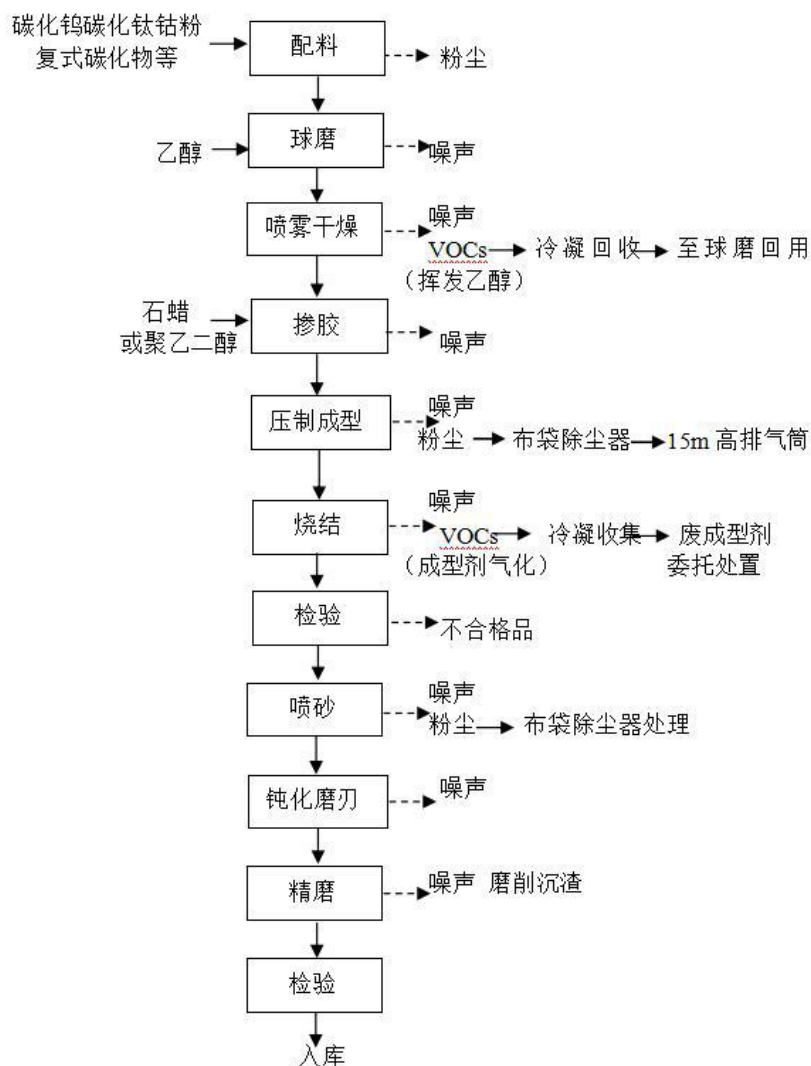 碳化钨碳化钛钴粉
复式碳化物等
配料
粉尘
乙醇
球磨
噪声
喷雾干燥
噪声
VOCs
冷凝回收
至球磨回用
（挥发乙醇）
石蜡
或聚乙二醇
掺胶
噪声
压制成型
噪声
粉尘
布袋除尘器
15m 高排气筒
烧结
噪声
VOCs
冷凝收集
废成型剂
委托处置
（成型剂气化）
检验
不合格品
喷砂
噪声
粉尘
布袋除尘器处理
钝化磨刃
噪声
精磨
噪声 磨削沉渣
检验
入库